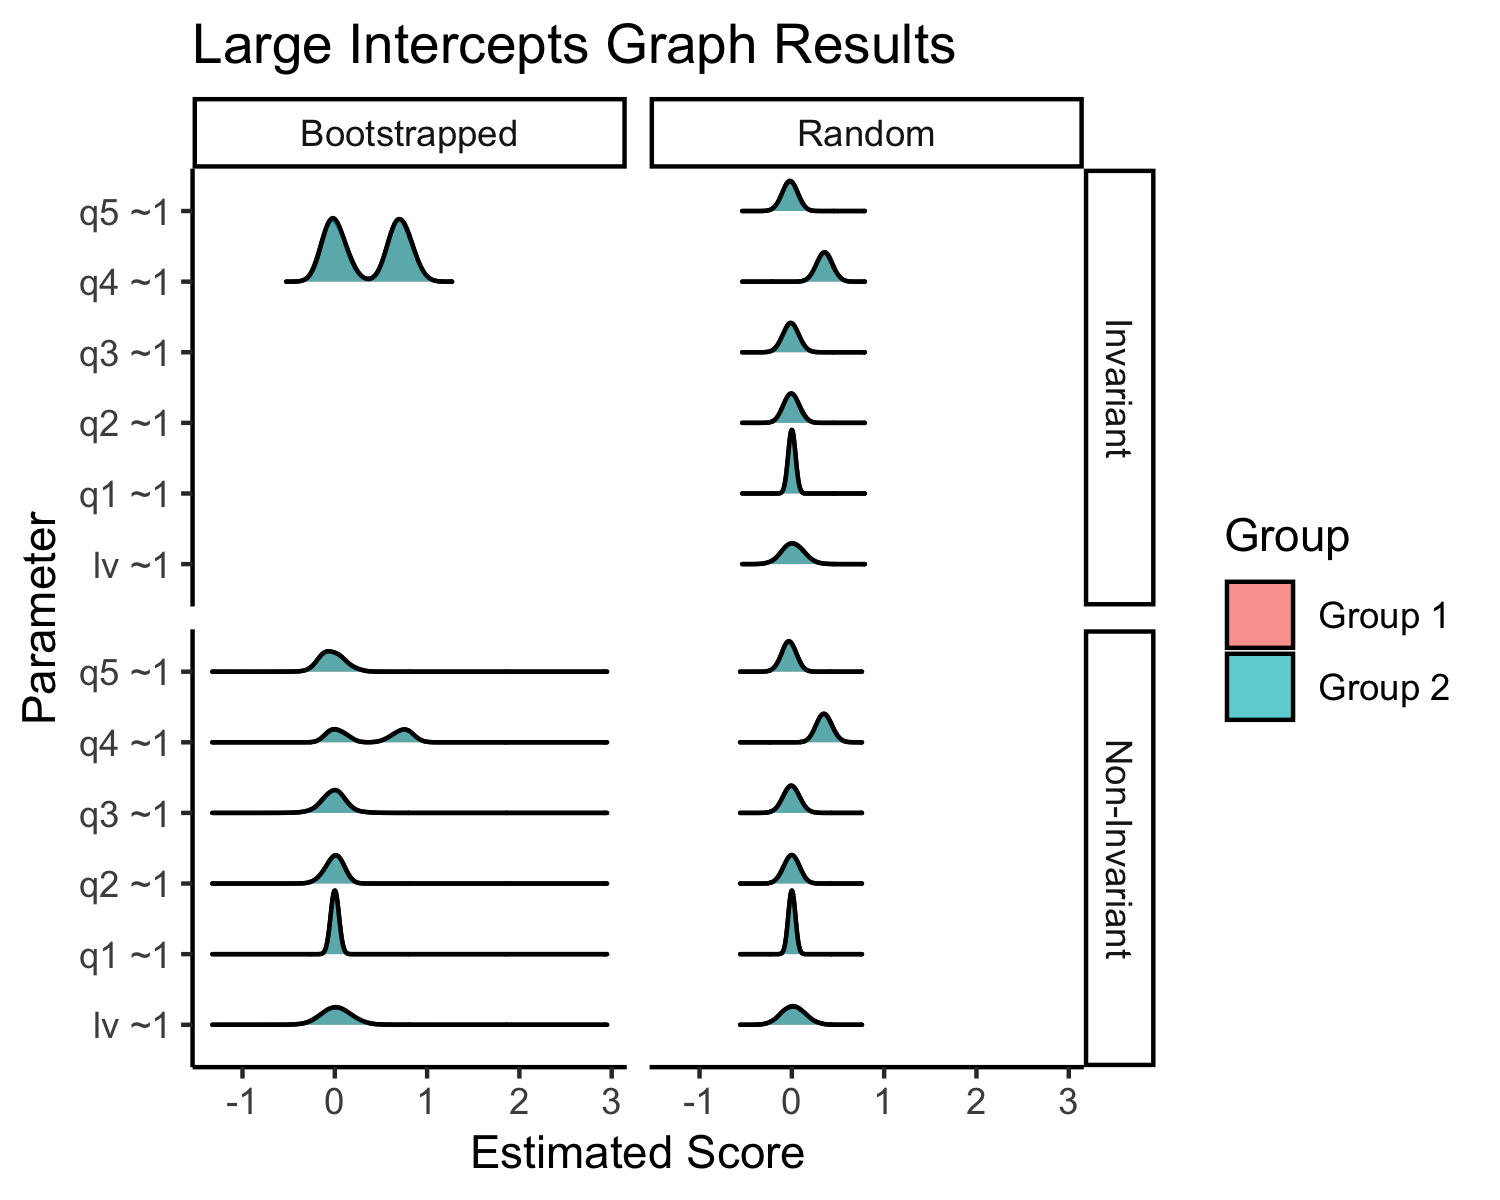 Large Intercepts Graph Results
Bootstrapped
Random
Parameter
q5 ~1
q4 ~1
q3 ~1
q2 ~1
q1 ~1
lv ~1
Invariant
q5 ~1
q4 ~1
q3 ~1
q2 ~1
q1 ~1
lv ~1
Non-Invariant
-1 0 1 2 3
-1 0 1 2 3
Estimated Score
Group
Group 1
Group 2